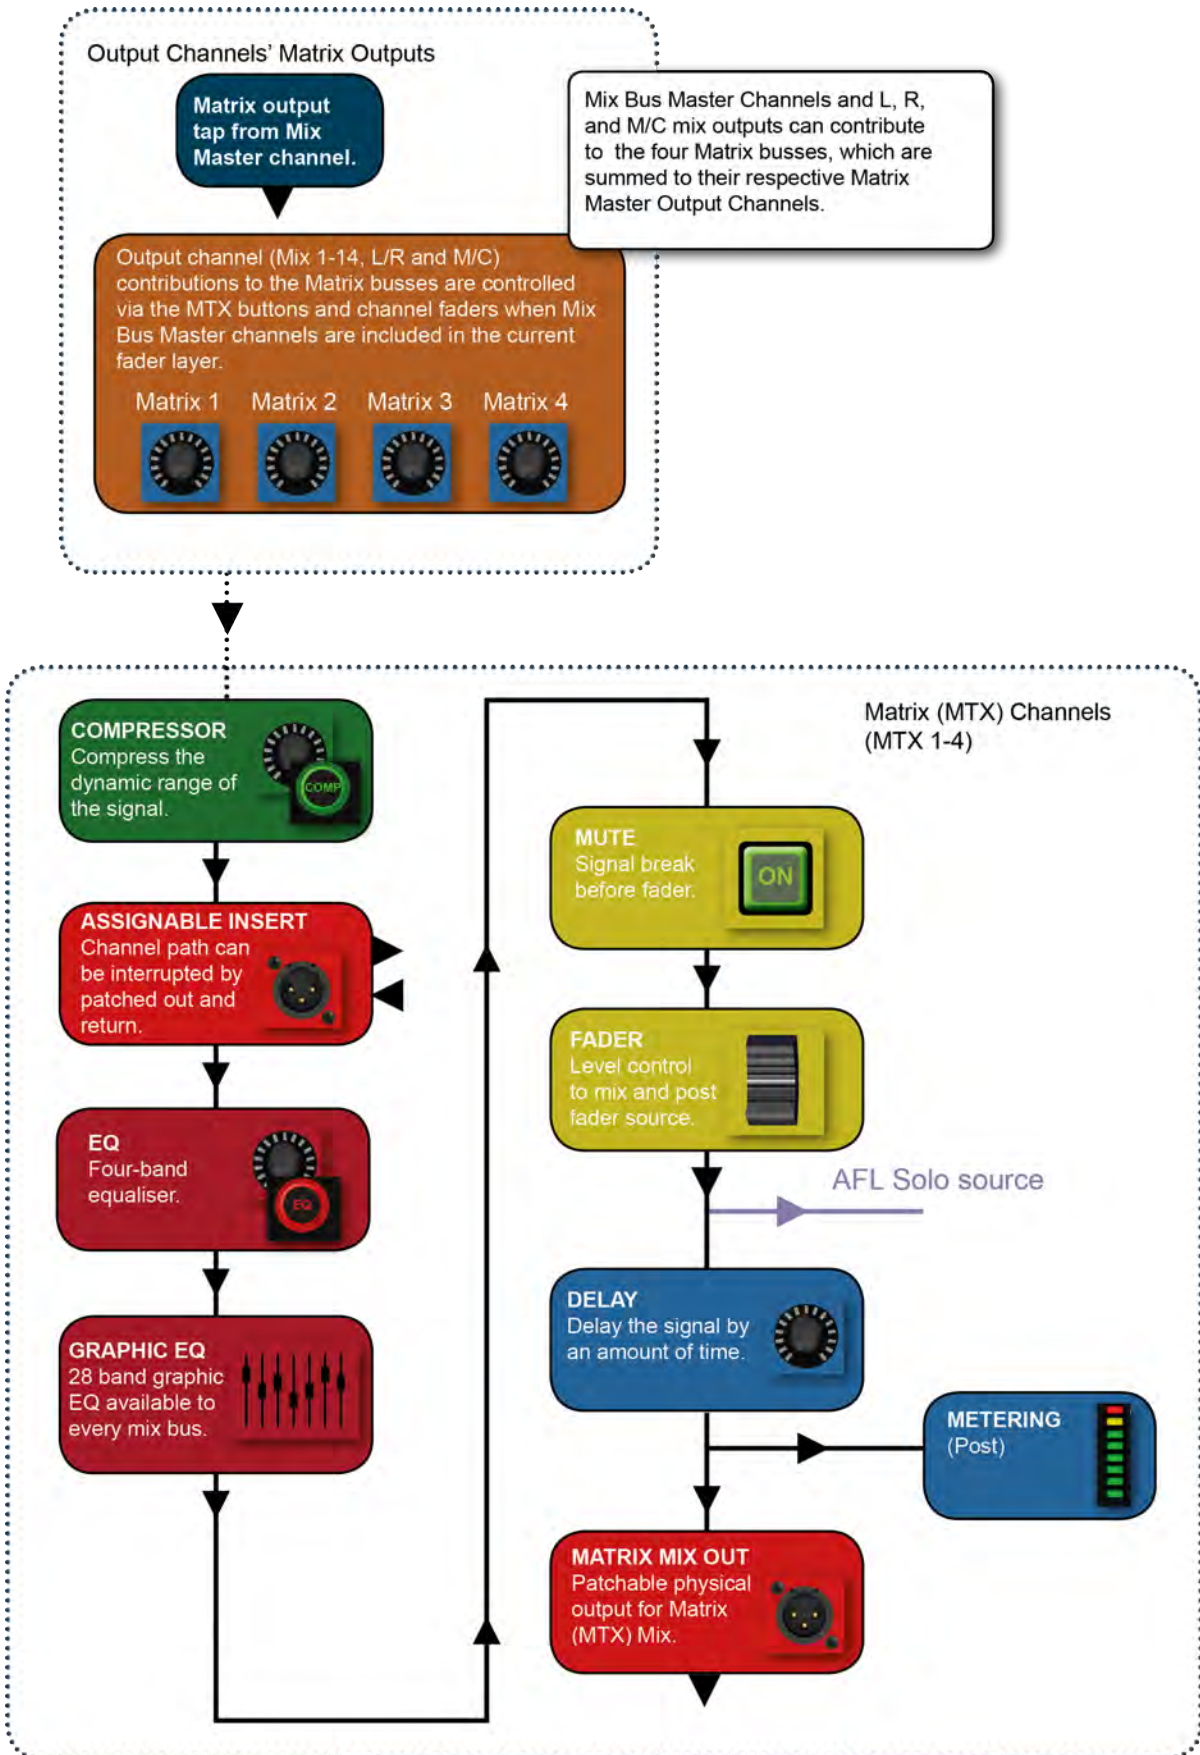 Output Channels’ Matrix Outputs
Matrix output
tap from Mix
Master channel.
Mix Bus Master Channels and L, R,
and M/C mix outputs can contribute
to the four Matrix busses, which are
summed to their respective Matrix
Master Output Channels.
Output channel (Mix 1-14, L/R and M/C)
contributions to the Matrix busses are controlled
via the MTX buttons and channel faders when Mix
Bus Master channels are included in the current
fader layer.
Matrix 1 Matrix 2 Matrix 3 Matrix 4
COMPRESSOR
Compress the
dynamic range of
the signal.
COMP
ASSIGNABLE INSERT
Channel path can
be interrupted by
patched out and
return.
EQ
Four-band
equaliser.
EQ
GRAPHIC EQ
28 band graphic
EQ available to
every mix bus.
Matrix (MTX) Channels
(MTX 1-4)
MUTE
Signal break
before fader.
ON
FADER
Level control
to mix and post
fader source.
AFL Solo source
DELAY
Delay the signal by
an amount of time.
METERING
(Post)
MATRIX MIX OUT
Patchable physical
output for Matrix
(MTX) Mix.